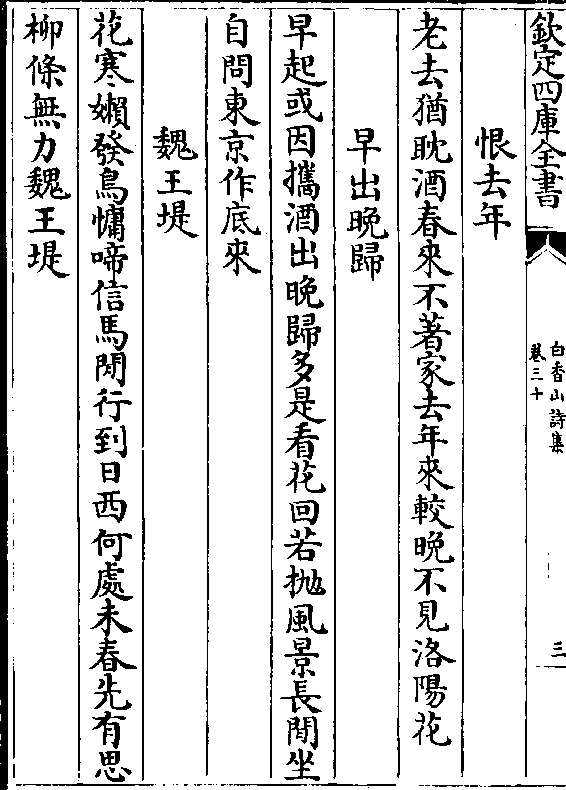 欽定四庫全書
白香山詩集
卷三十
三
恨去年
老去猶耽酒春來不著家去年來較晚不見洛陽花
早出晚歸
早起或因攜酒出晚歸多是看花回若拋風景長閒坐
自問東京作底來
魏王堤
花寒嬾發鳥慵啼信馬閒行到日西何處未春先有思
柳條無力魏王堤